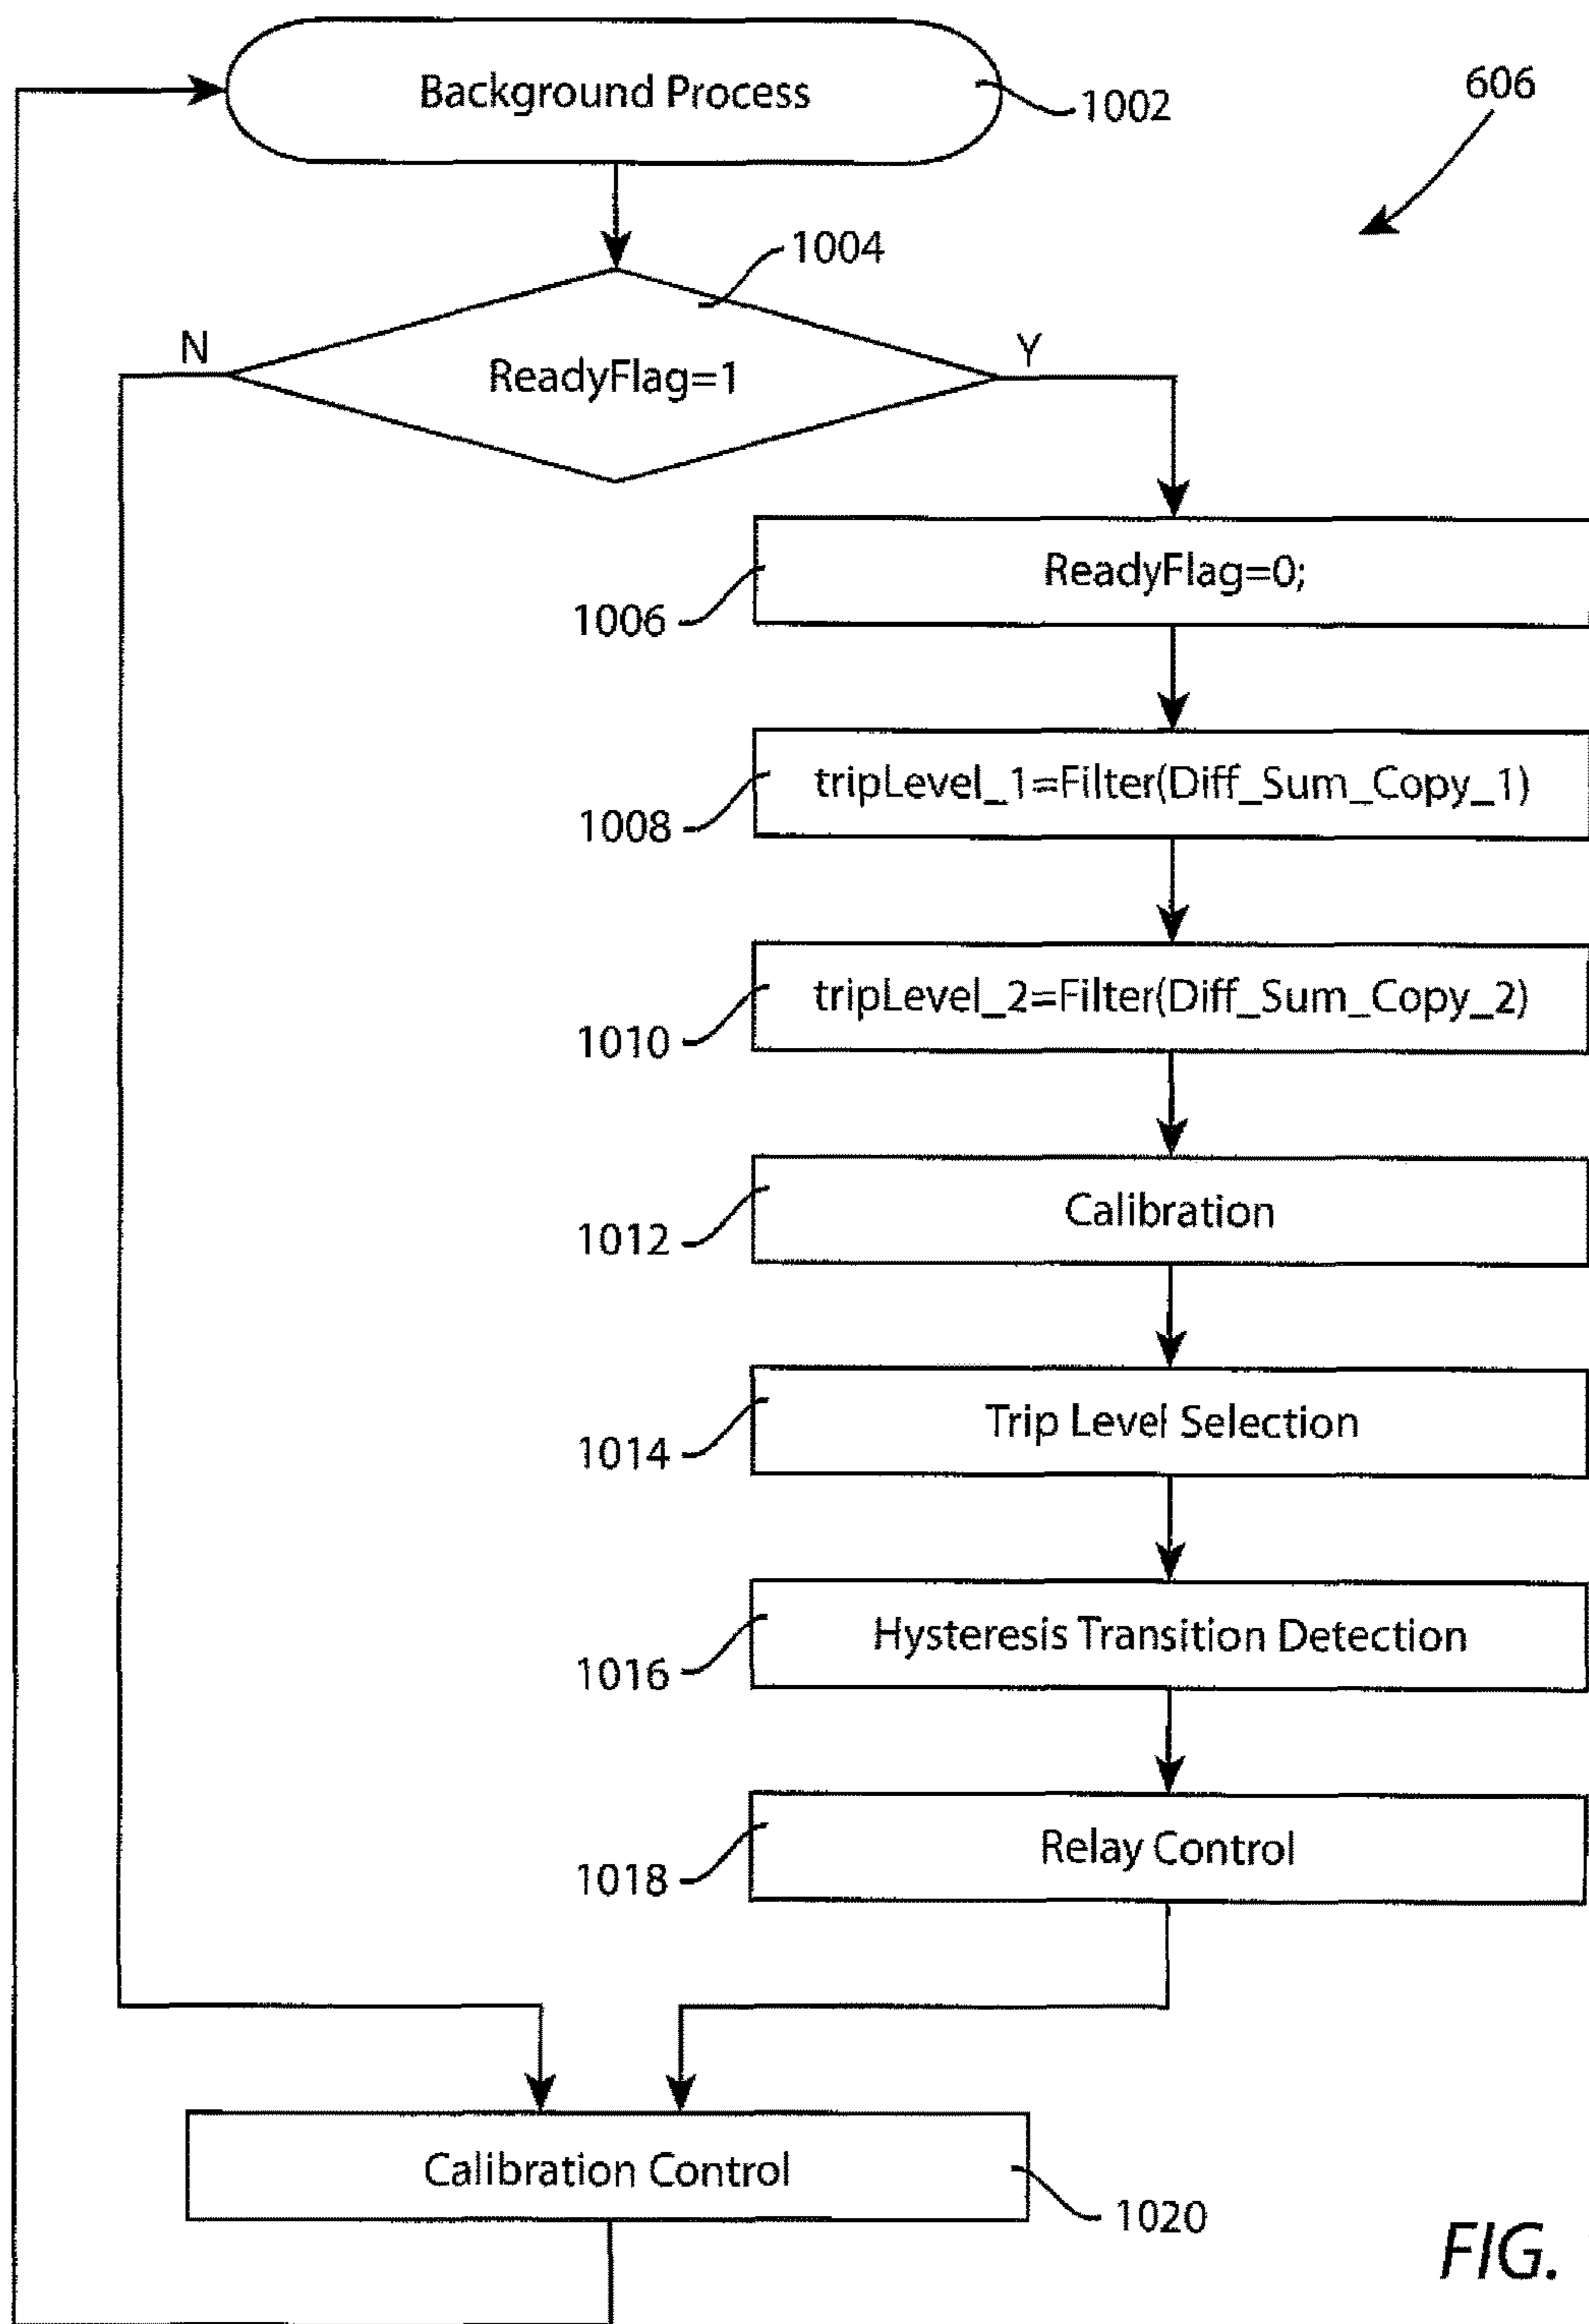 Background Process
1002
606
1004
N
ReadyFlag=1
Y
ReadyFlag=0;
1006
tripLevel_1=Filter(Diff_Sum_Copy_1)
1008
tripLevel_2=Filter(Diff_Sum_Copy_2)
1010
Calibration
1012
Trip Level Selection
1014
Hysteresis Transition Detection
1016
Relay Control
1018
Calibration Control
1020
FIG.